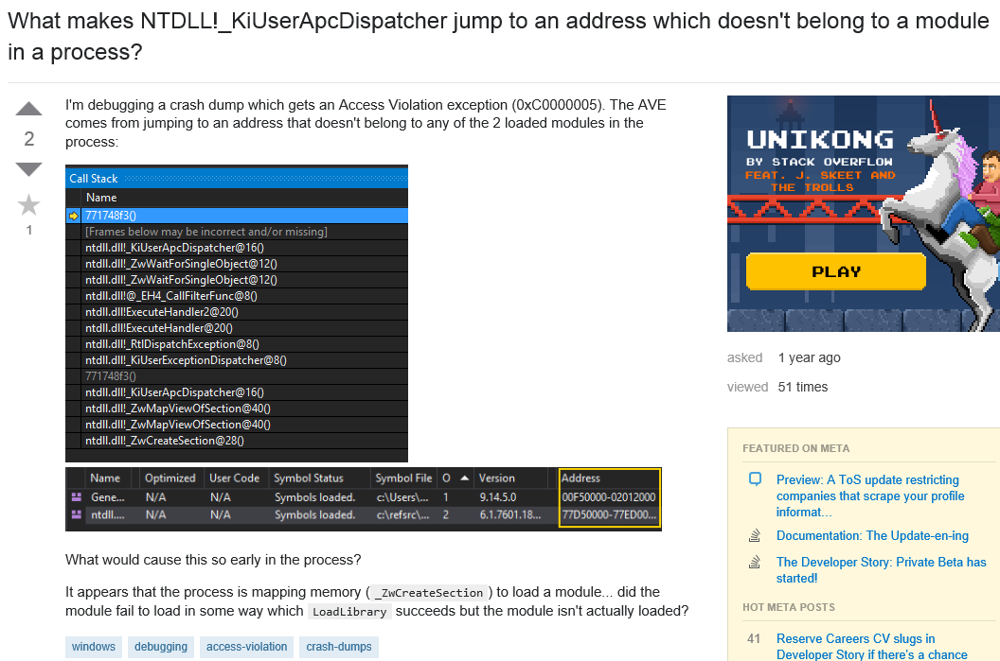 What makes NTDLL!_KiUserApcDispatcher jump to an address which doesn't belong to a module
in a process?
2
1
I'm debugging a crash dump which gets an Access Violation exception (0xC0000005). The AVE
comes from jumping to an address that doesn't belong to any of the 2 loaded modules in the
process:
Call Stack
Name
771748f3()
[Frames below may be incorrect and/or missing]
ntdll.dll!_KiUserApcDispatcher@16()
ntdll.dll!_ZwWaitForSingleObject@12()
ntdll.dll!_ZwWaitForSingleObject@12()
ntdll.dll!@_EH4_CallFilterFunc@8()
ntdll.dll!ExecuteHandler2@20()
ntdll.dll!ExecuteHandler@20()
ntdll.dll!_RtlDispatchException@8()
ntdll.dll!_KiUserExceptionDispatcher@8()
771748f3()
ntdll.dll!_KiUserApcDispatcher@16()
ntdll.dll!_ZwMapViewOfSection@40()
ntdll.dll!_ZwMapViewOfSection@40()
ntdll.dll!_ZwCreateSection@28()
Name Optimized User Code Symbol Status Symbol File O Version Address
Gene... N/A N/A Symbols loaded. c:\Users\... 1 9.14.5.0 00F50000-02012000
ntdll.... N/A N/A Symbols loaded. c:\refsrc\... 2 6.1.7601.18... 77D50000-77ED00...
What would cause this so early in the process?
It appears that the process is mapping memory ( _ZwCreateSection ) to load a module... did the
module fail to load in some way which LoadLibrary succeeds but the module isn't actually loaded?
windows debugging access-violation crash-dumps
UNIKONG
BY STACK OVERFLOW
FEAT. J. SKEET AND
THE TROLLS
PLAY
asked 1 year ago
viewed 51 times
FEATURED ON META
Preview: A ToS update restricting
companies that scrape your profile
informat...
Documentation: The Update-en-ing
The Developer Story: Private Beta has
started!
HOT META POSTS
41 Reserve Careers CV slugs in
Developer Story if there's a chance